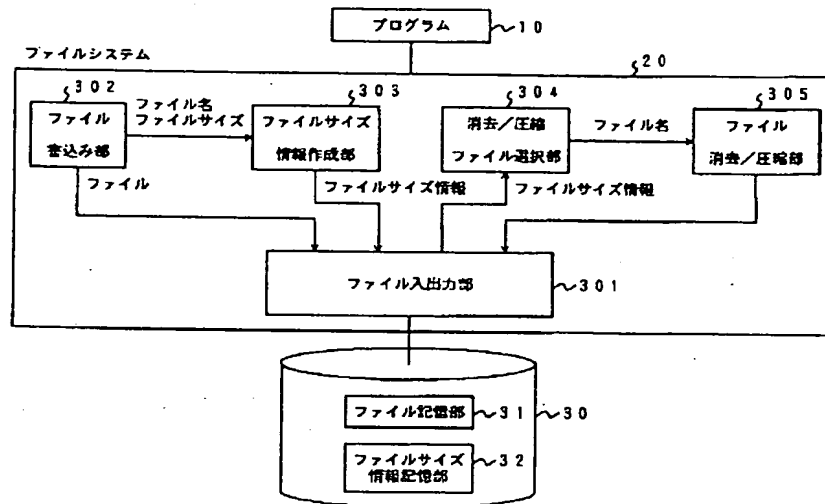 プログラム
10
ファイルシステム
20
302
303
304
305
ファイル
書込み部
ファイル名
ファイルサイズ
ファイルサイズ
情報作成部
消去/圧縮
ファイル選択部
ファイル名
ファイル
消去/圧縮部
ファイル
ファイルサイズ情報
ファイルサイズ情報
ファイル入出力部
301
ファイル記憶部
31
30
ファイルサイズ
情報記憶部
32